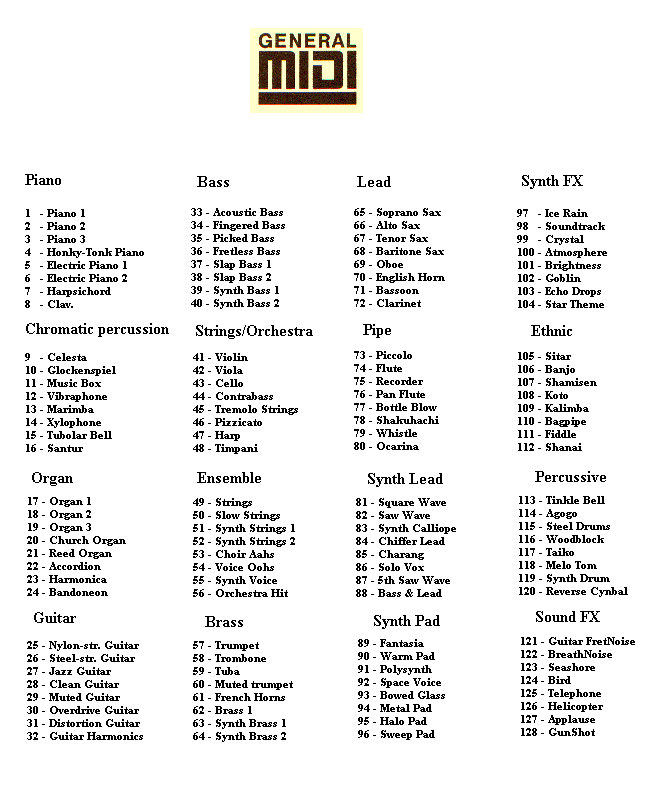 GENERAL
MIDI
Piano
1 - Piano 1
2 - Piano 2
3 - Piano 3
4 - Honky-Tonk Piano
5 - Electric Piano 1
6 - Electric Piano 2
7 - Harpsichord
8 - Clav.
Chromatic percussion
9 - Celesta
10 - Glockenspiel
11 - Music Box
12 - Vibraphone
13 - Marimba
14 - Xylophone
15 - Tubolar Bell
16 - Santur
Organ
17 - Organ 1
18 - Organ 2
19 - Organ 3
20 - Church Organ
21 - Reed Organ
22 - Accordion
23 - Harmonica
24 - Bandoneon
Guitar
25 - Nylon-str. Guitar
26 - Steel-str. Guitar
27 - Jazz Guitar
28 - Clean Guitar
29 - Muted Guitar
30 - Overdrive Guitar
31 - Distortion Guitar
32 - Guitar Harmonics
Bass
33 - Acoustic Bass
34 - Fingered Bass
35 - Picked Bass
36 - Fretless Bass
37 - Slap Bass 1
38 - Slap Bass 2
39 - Synth Bass 1
40 - Synth Bass 2
Strings/Orchestra
41 - Violin
42 - Viola
43 - Cello
44 - Contrabass
45 - Tremolo Strings
46 - Pizzicato
47 - Harp
48 - Timpani
Ensemble
49 - Strings
50 - Slow Strings
51 - Synth Strings 1
52 - Synth Strings 2
53 - Choir Aahs
54 - Voice Oohs
55 - Synth Voice
56 - Orchestra Hit
Brass
57 - Trumpet
58 - Trombone
59 - Tuba
60 - Muted trumpet
61 - French Horns
62 - Brass 1
63 - Synth Brass 1
64 - Synth Brass 2
Lead
65 - Soprano Sax
66 - Alto Sax
67 - Tenor Sax
68 - Baritone Sax
69 - Oboe
70 - English Horn
71 - Bassoon
72 - Clarinet
Pipe
73 - Piccolo
74 - Flute
75 - Recorder
76 - Pan Flute
77 - Bottle Blow
78 - Shakuhachi
79 - Whistle
80 - Ocarina
Synth Lead
81 - Square Wave
82 - Saw Wave
83 - Synth Calliope
84 - Chiffer Lead
85 - Charang
86 - Solo Vox
87 - 5th Saw Wave
88 - Bass & Lead
Synth Pad
89 - Fantasia
90 - Warm Pad
91 - Polysynth
92 - Space Voice
93 - Bowed Glass
94 - Metal Pad
95 - Halo Pad
96 - Sweep Pad
Synth FX
97 - Ice Rain
98 - Soundtrack
99 - Crystal
100 - Atmosphere
101 - Brightness
102 - Goblin
103 - Echo Drops
104 - Star Theme
Ethnic
105 - Sitar
106 - Banjo
107 - Shamisen
108 - Koto
109 - Kalimba
110 - Bagpipe
111 - Fiddle
112 - Shanai
Percussive
113 - Tinkle Bell
114 - Agogo
115 - Steel Drums
116 - Woodblock
117 - Taiko
118 - Melo Tom
119 - Synth Drum
120 - Reverse Cynbal
Sound FX
121 - Guitar FretNoise
122 - BreathNoise
123 - Seashore
124 - Bird
125 - Telephone
126 - Helicopter
127 - Applause
128 - GunShot